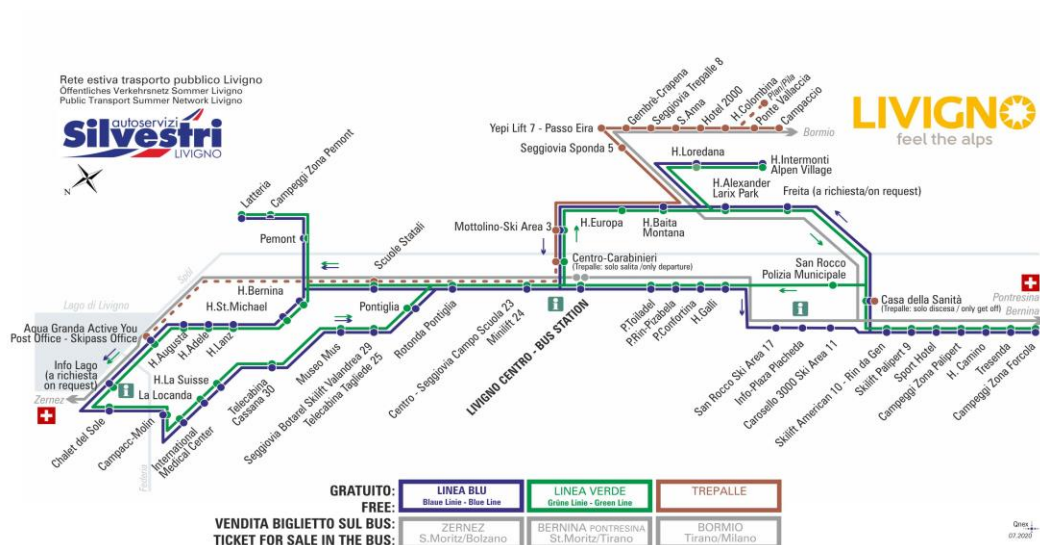 Rete estiva trasporto pubblico Livigno
Öffentliches Verkehrsnetz Sommer Livigno
Public Transport Summer Network Livigno
autoservizi
Silvestri
LIVIGNO
N
LIVIGNO
feel the alps
Gembrè-Crapena
Seggiovia Trepalle 8
S.Anna
Hotel 2000
H.Colombina
Plan/Pila
Ponte Vallaccia
Campaccio
Yepi Lift 7 - Passo Eira
Bormio
Seggiovia Sponda 5
H.Loredana
H.Intermonti
Alpen Village
H.Alexander
Larix Park
Freita (a richiesta/on request)
Latteria
Campeggi Zona Pemont
Pemont
Scuole Statali
Mottolino-Ski Area 3
H.Europa
H.Baita
Montana
Centro-Carabinieri
(Trepalle: solo salita /only departure)
San Rocco
Polizia Municipale
Spöl
Lago di Livigno
H.Bernina
H.St.Michael
Pontiglia
Casa della Sanità
(Trepalle: solo discesa / only get off)
Pontresina
Bernina
Aqua Granda Active You
Post Office - Skipass Office
H.Augusta
H.Adele
H.Lanz
Info Lago
(a richiesta
on request)
Zernez
H.La Suisse
La Locanda
Chalet del Sole
Campacc-Molin
International
Medical Center
Federia
Telecabina
Cassana 30
Museo Mus
Seggiovia Botarel Skilift Valandrea 29
Telecabina Tagliede 25
Rotonda Pontiglia
Centro - Seggiovia Campo Scuola 23
Minilift 24
LIVIGNO CENTRO - BUS STATION
P.Toiladel
P.Rin-Pizabela
P.Confortina
H.Galli
San Rocco Ski Area 17
Info-Plaza Placheda
Carosello 3000 Ski Area 11
Skilift American 10 - Rin da Gen
Skilift Palipert 9
Sport Hotel
Campeggi Zona Palipert
H. Camino
Tresenda
Campeggi Zona Forcola
GRATUITO:
FREE:
LINEA BLU
Blaue Linie - Blue Line
LINEA VERDE
Grüne Linie - Green Line
TREPALLE
VENDITA BIGLIETTO SUL BUS:
TICKET FOR SALE IN THE BUS:
ZERNEZ
S.Moritz/Bolzano
BERNINA PONTRESINA
St.Moritz/Tirano
BORMIO
Tirano/Milano
Qnex
07.2020